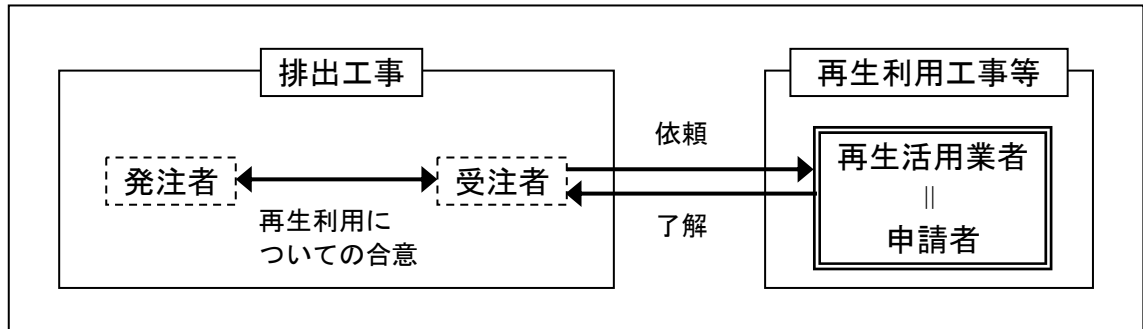 排出工事
再生利用工事等
発注者
受注者
再生利用に
ついての合意
依頼
了解
再生活用業者
＝
申請者